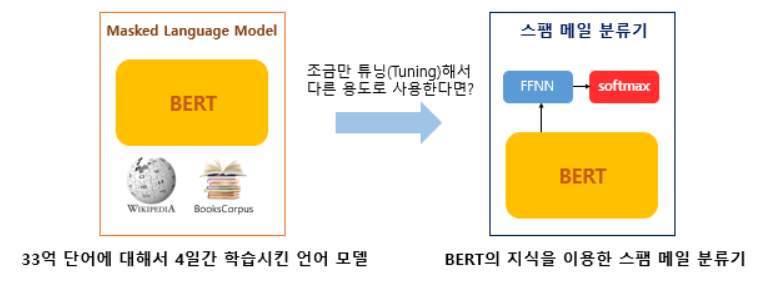 Masked Language Model
BERT
WIKIPEDIA
BooksCorpus
33억 단어에 대해서 4일간 학습시킨 언어 모델
조금만 튜닝(Tuning)해서
다른 용도로 사용한다면?
스팸 메일 분류기
FFNN
softmax
BERT
BERT의 지식을 이용한 스팸 메일 분류기